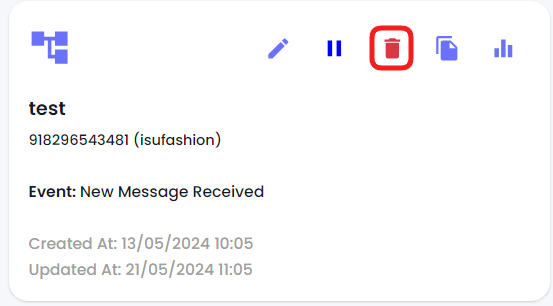 test
918296543481 (isufashion)
Event: New Message Received
Created At: 13/05/2024 10:05
Updated At: 21/05/2024 11:05